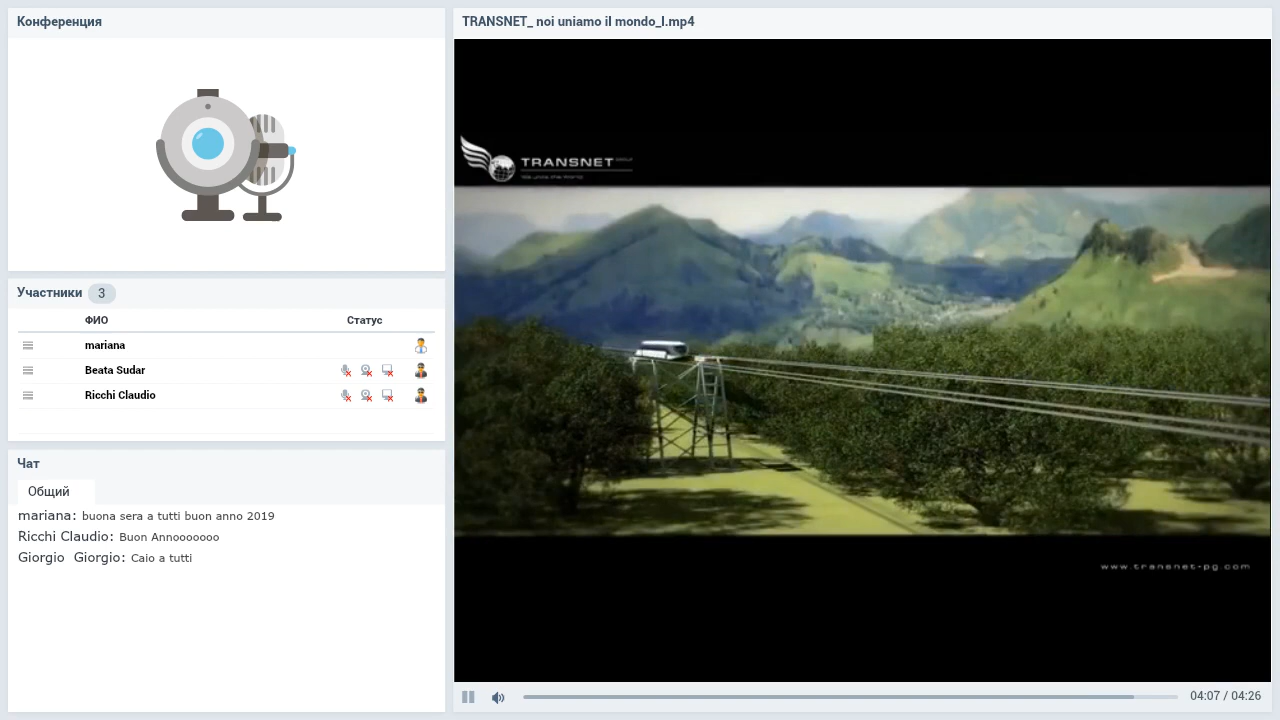 Конференция
Участники 3
ФИО Статус
mariana
Beata Sudar
Ricchi Claudio
Чат
Общий
mariana: buona sera a tutti buon anno 2019
Ricchi Claudio: Buon Annooooooo
Giorgio Giorgio: Caio a tutti
TRANSNET_ noi uniamo il mondo_l.mp4
TRANSNET
www.transnet-pg.com
04:07 / 04:26